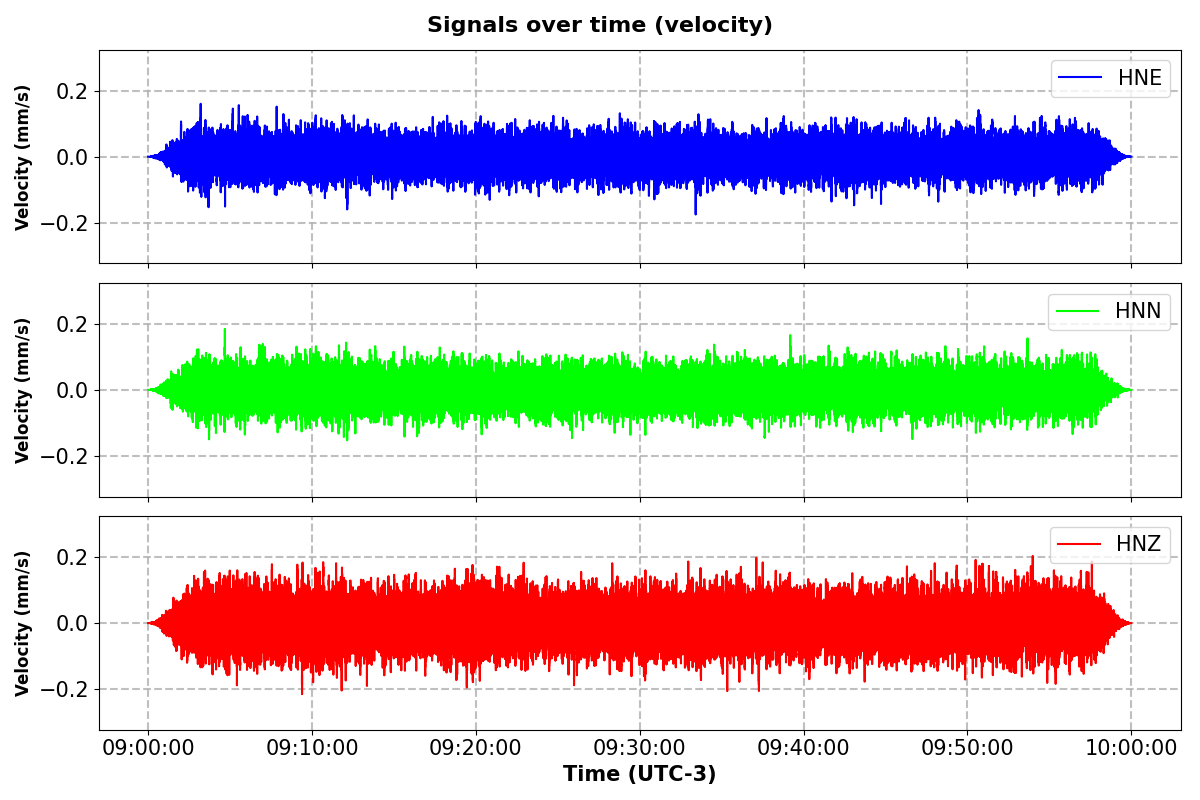 Signals over time (velocity)
Velocity (mm/s)
0.2
0.0
−0.2
HNE
Velocity (mm/s)
0.2
0.0
−0.2
HNN
Velocity (mm/s)
0.2
0.0
−0.2
HNZ
09:00:00 09:10:00 09:20:00 09:30:00 09:40:00 09:50:00 10:00:00
Time (UTC-3)